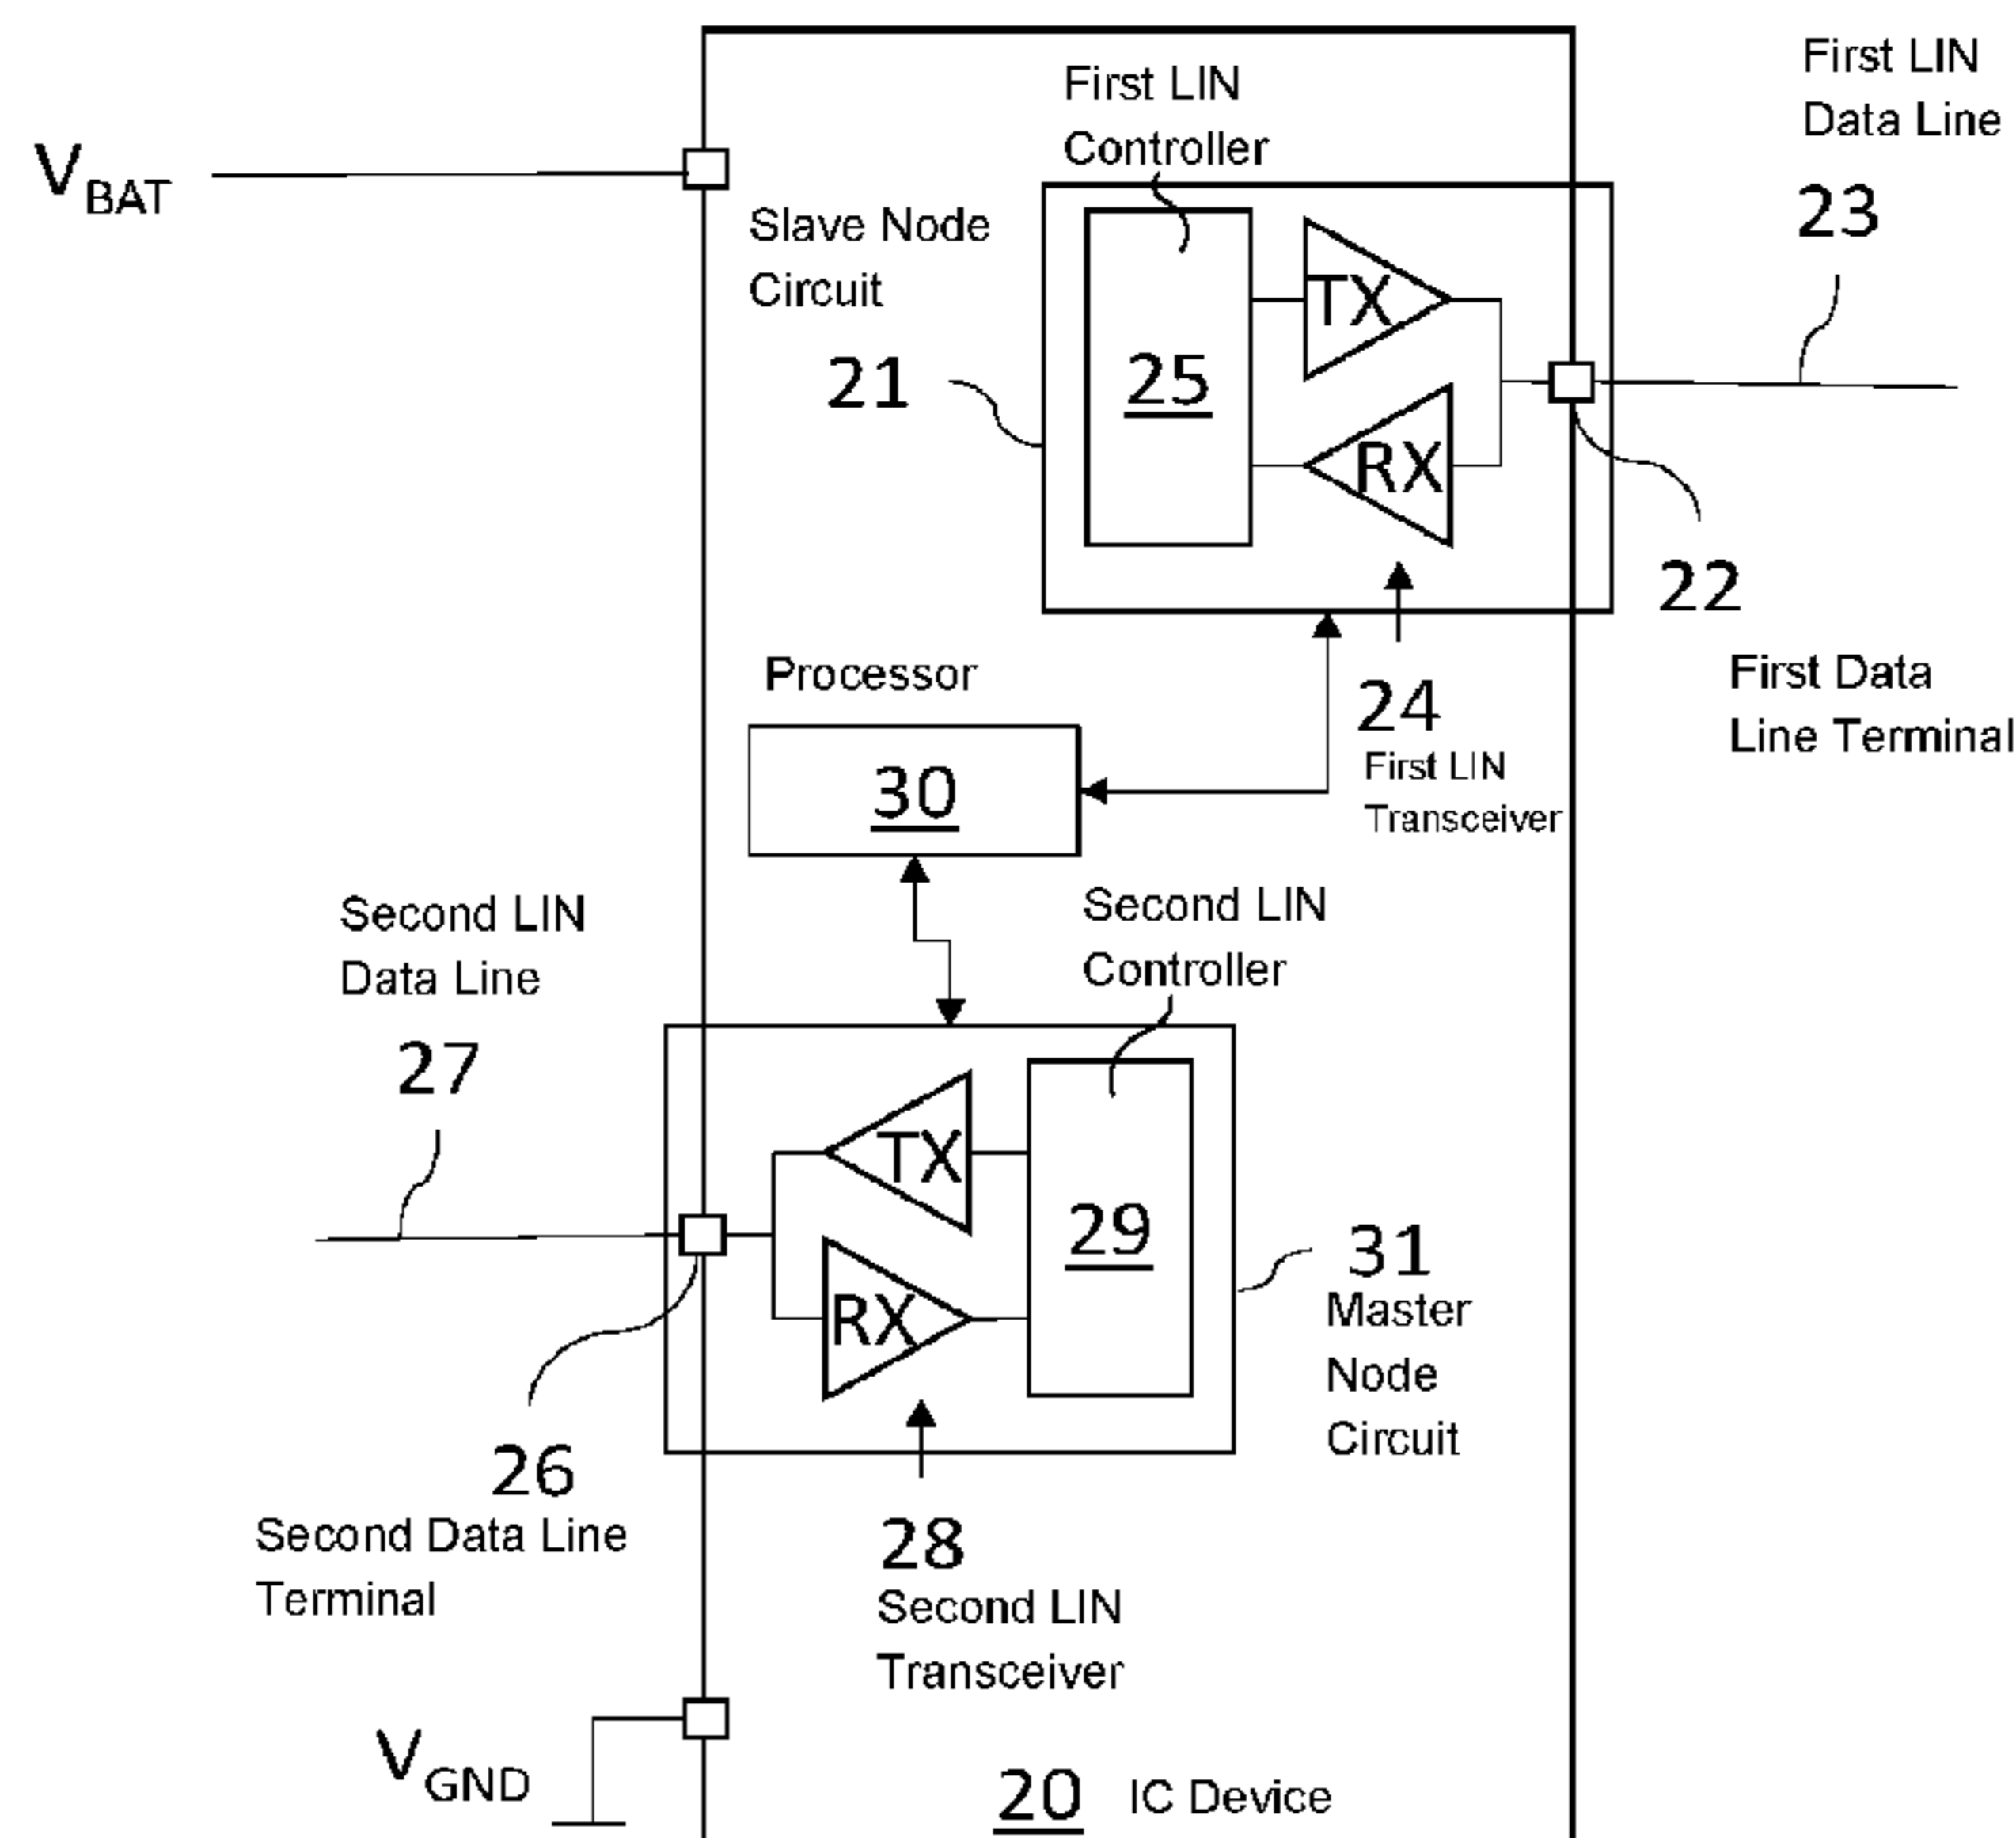 First LIN
Data Line
23
First LIN
Controller
VBAT
Slave Node
Circuit
21
25
TX
RX
22
First Data
Line Terminal
24
First LIN
Transceiver
Processor
30
Second LIN
Data Line
27
Second LIN
Controller
TX
RX
29
31
Master
Node
Circuit
26
Second Data Line
Terminal
28
Second LIN
Transceiver
VGND
20 IC Device